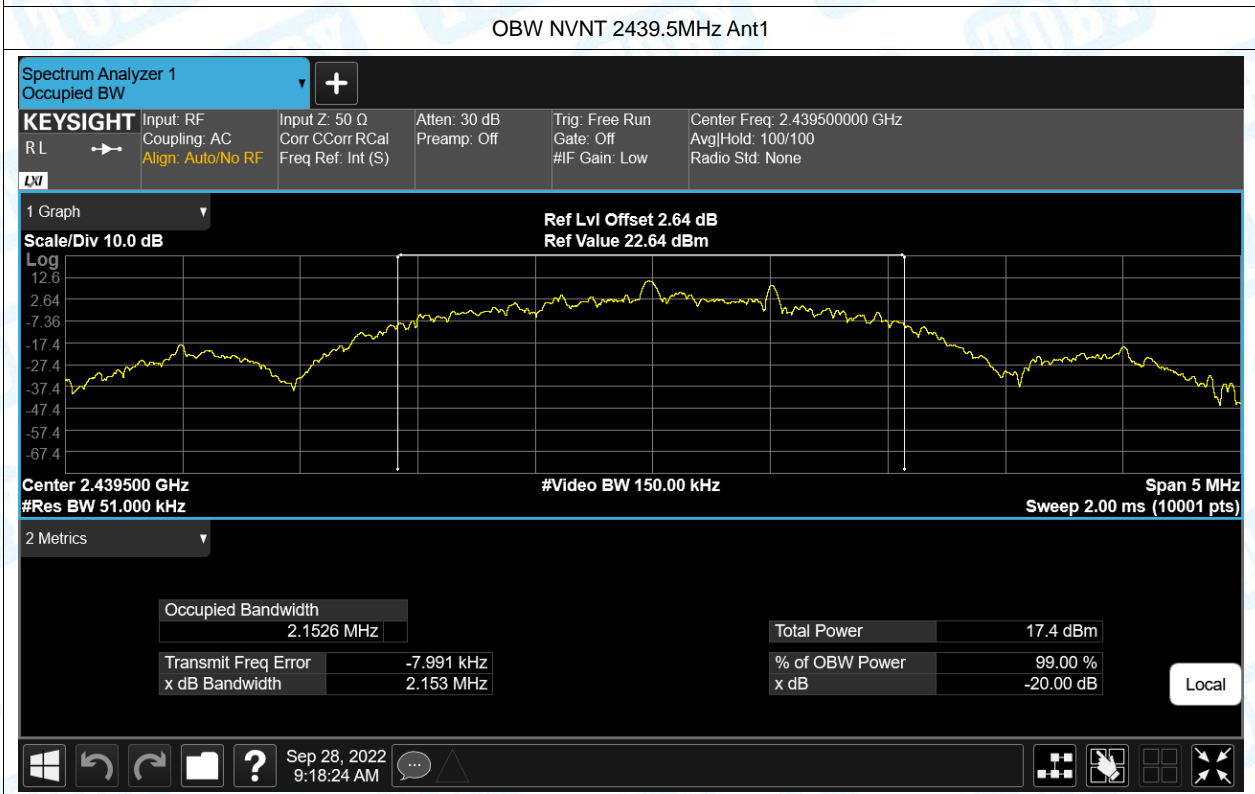 OBW NVNT 2439.5MHz Ant1
Spectrum Analyzer 1
Occupied BW
KEYSIGHT
R L
LXI
Input: RF
Coupling: AC
Align: Auto/No RF
Input Z: 50 Ω
Corr CCorr RCal
Freq Ref: Int (S)
Atten: 30 dB
Preamp: Off
Trig: Free Run
Gate: Off
#IF Gain: Low
Center Freq: 2.439500000 GHz
Avg|Hold: 100/100
Radio Std: None
1 Graph
Scale/Div 10.0 dB
Ref Lvl Offset 2.64 dB
Ref Value 22.64 dBm
Log
12.6
2.64
-7.36
-17.4
-27.4
-37.4
-47.4
-57.4
-67.4
Center 2.439500 GHz
#Res BW 51.000 kHz
#Video BW 150.00 kHz
Span 5 MHz
Sweep 2.00 ms (10001 pts)
2 Metrics
Occupied Bandwidth
2.1526 MHz
Transmit Freq Error -7.991 kHz
x dB Bandwidth 2.153 MHz
Total Power 17.4 dBm
% of OBW Power 99.00 %
x dB -20.00 dB
Local
Sep 28, 2022
9:18:24 AM